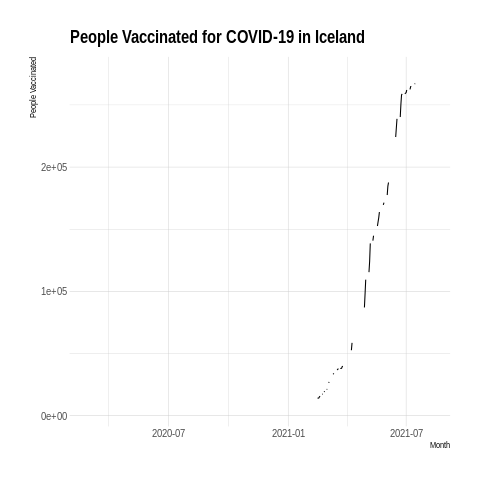 People Vaccinated for COVID-19 in Iceland
People Vaccinated
2e+05
1e+05
0e+00
2020-07
2021-01
2021-07
Month